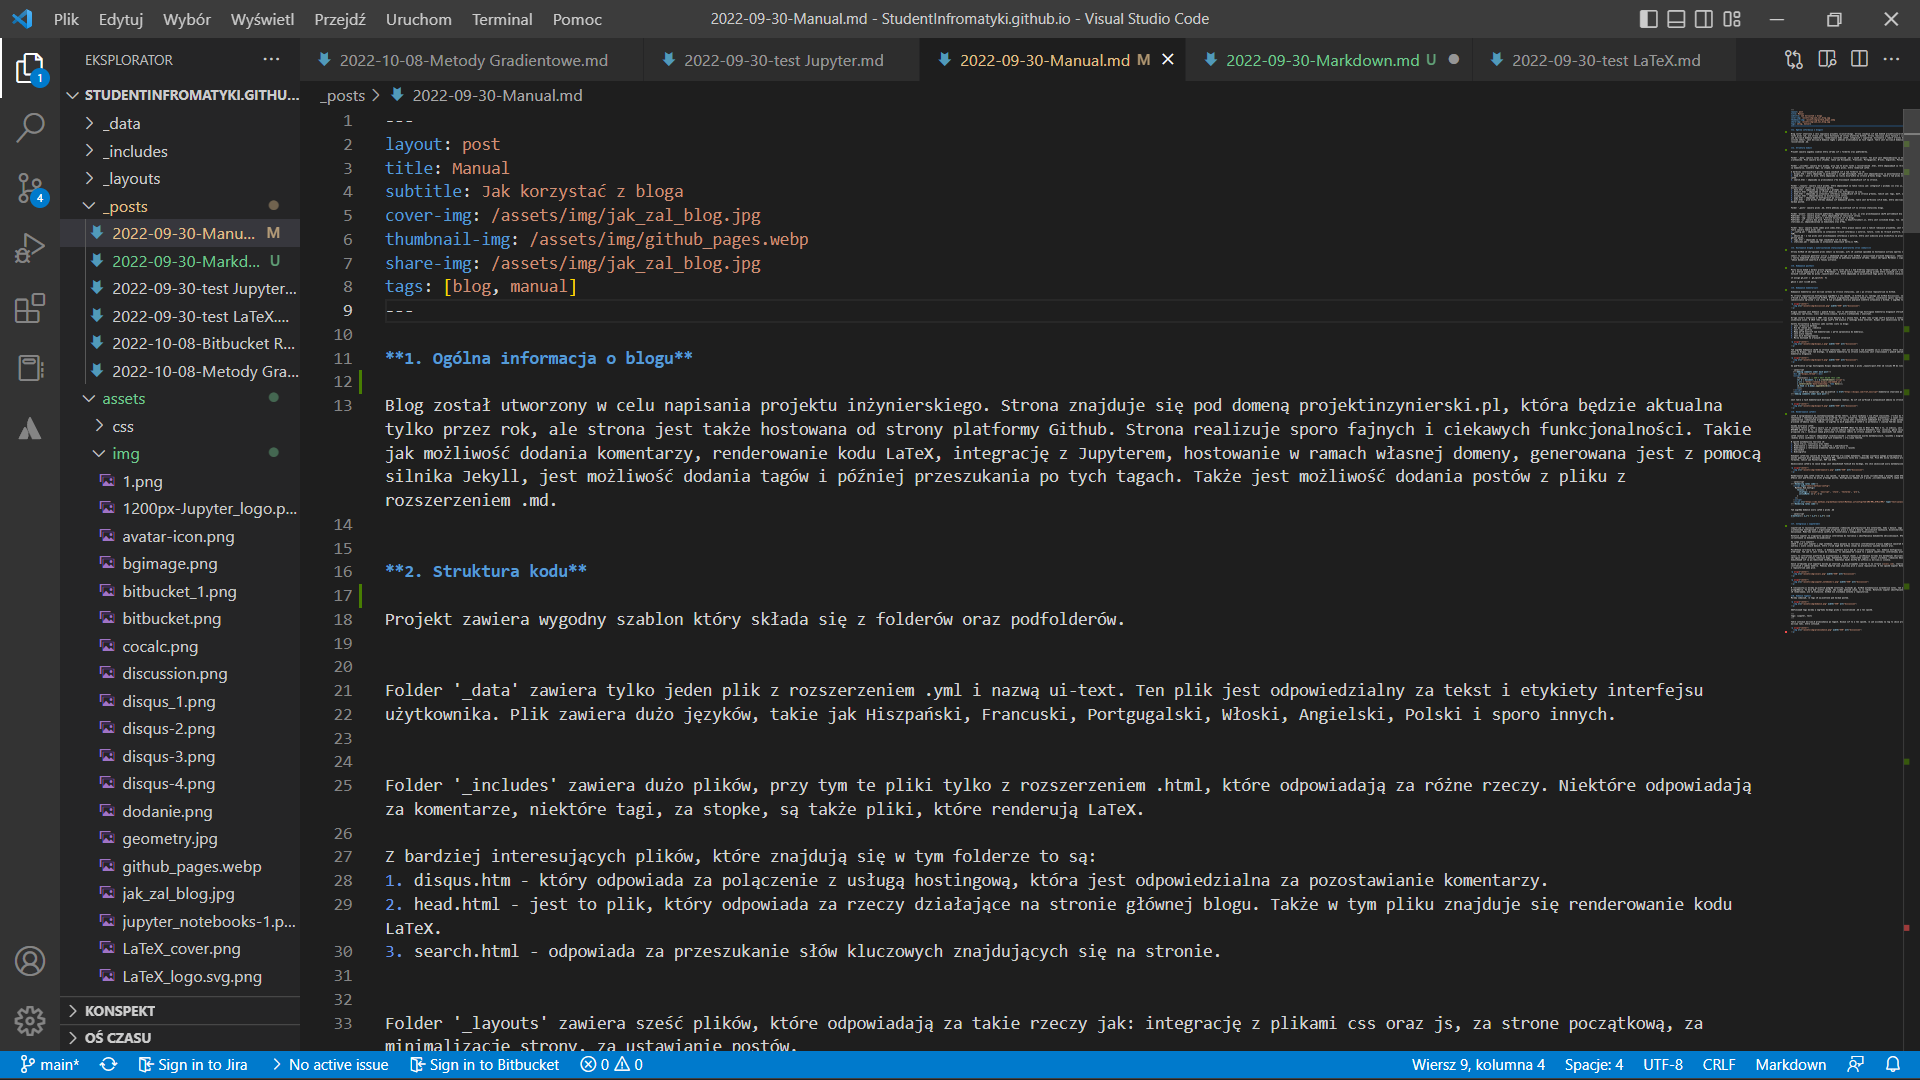 Plik Edytuj Wybór Wyświetl Przejdź Uruchom Terminal Pomoc
2022-09-30-Manual.md - StudentInfromatyki.github.io - Visual Studio Code
EKSPLORATOR
STUDENTINFROMATYKI.GITHU...
_data
_includes
_layouts
_posts
2022-09-30-Manu... M
2022-09-30-Markd... U
2022-09-30-test Jupyter...
2022-09-30-test LaTeX....
2022-10-08-Bitbucket R...
2022-10-08-Metody Gra...
assets
css
img
1.png
1200px-Jupyter_logo.p...
avatar-icon.png
bgimage.png
bitbucket_1.png
bitbucket.png
cocalc.png
discussion.png
disqus_1.png
disqus-2.png
disqus-3.png
disqus-4.png
dodanie.png
geometry.jpg
github_pages.webp
jak_zal_blog.jpg
jupyter_notebooks-1.p...
LaTeX_cover.png
LaTeX_logo.svg.png
KONSPEKT
OŚ CZASU
1
4
2022-10-08-Metody Gradientowe.md
2022-09-30-test Jupyter.md
2022-09-30-Manual.md M
2022-09-30-Markdown.md U
2022-09-30-test LaTeX.md
_posts > 2022-09-30-Manual.md
1 ---
2 layout: post
3 title: Manual
4 subtitle: Jak korzystać z bloga
5 cover-img: /assets/img/jak_zal_blog.jpg
6 thumbnail-img: /assets/img/github_pages.webp
7 share-img: /assets/img/jak_zal_blog.jpg
8 tags: [blog, manual]
9 ---
10
11 **1. Ogólna informacja o blogu**
12
13 Blog został utworzony w celu napisania projektu inżynierskiego. Strona znajduje się pod domeną projektinzynierski.pl, która będzie aktualna
tylko przez rok, ale strona jest także hostowana od strony platformy Github. Strona realizuje sporo fajnych i ciekawych funkcjonalności. Takie
jak możliwość dodania komentarzy, renderowanie kodu LaTeX, integrację z Jupyterem, hostowanie w ramach własnej domeny, generowana jest z pomocą
silnika Jekyll, jest możliwość dodania tagów i później przeszukania po tych tagach. Także jest możliwość dodania postów z pliku z
rozszerzeniem .md.
14
15
16 **2. Struktura kodu**
17
18 Projekt zawiera wygodny szablon który składa się z folderów oraz podfolderów.
19
20
21 Folder '_data' zawiera tylko jeden plik z rozszerzeniem .yml i nazwą ui-text. Ten plik jest odpowiedzialny za tekst i etykiety interfejsu
22 użytkownika. Plik zawiera dużo języków, takie jak Hiszpański, Francuski, Portgugalski, Włoski, Angielski, Polski i sporo innych.
23
24
25 Folder '_includes' zawiera dużo plików, przy tym te pliki tylko z rozszerzeniem .html, które odpowiadają za różne rzeczy. Niektóre odpowiadają
za komentarze, niektóre tagi, za stopke, są także pliki, które renderują LaTeX.
26
27 Z bardziej interesujących plików, które znajdują się w tym folderze to są:
28 1. disqus.htm - który odpowiada za polączenie z usługą hostingową, która jest odpowiedzialna za pozostawianie komentarzy.
29 2. head.html - jest to plik, który odpowiada za rzeczy działające na stronie głównej blogu. Także w tym pliku znajduje się renderowanie kodu
LaTeX.
30 3. search.html - odpowiada za przeszukanie słów kluczowych znajdujących się na stronie.
31
32
33 Folder '_layouts' zawiera sześć plików, które odpowiadają za takie rzeczy jak: integrację z plikami css oraz js, za strone początkową, za
minimalizacje strony, za ustawianie postów.
main* Sign in to Jira No active issue Sign in to Bitbucket 0 0
Wiersz 9, kolumna 4 Spacje: 4 UTF-8 CRLF Markdown